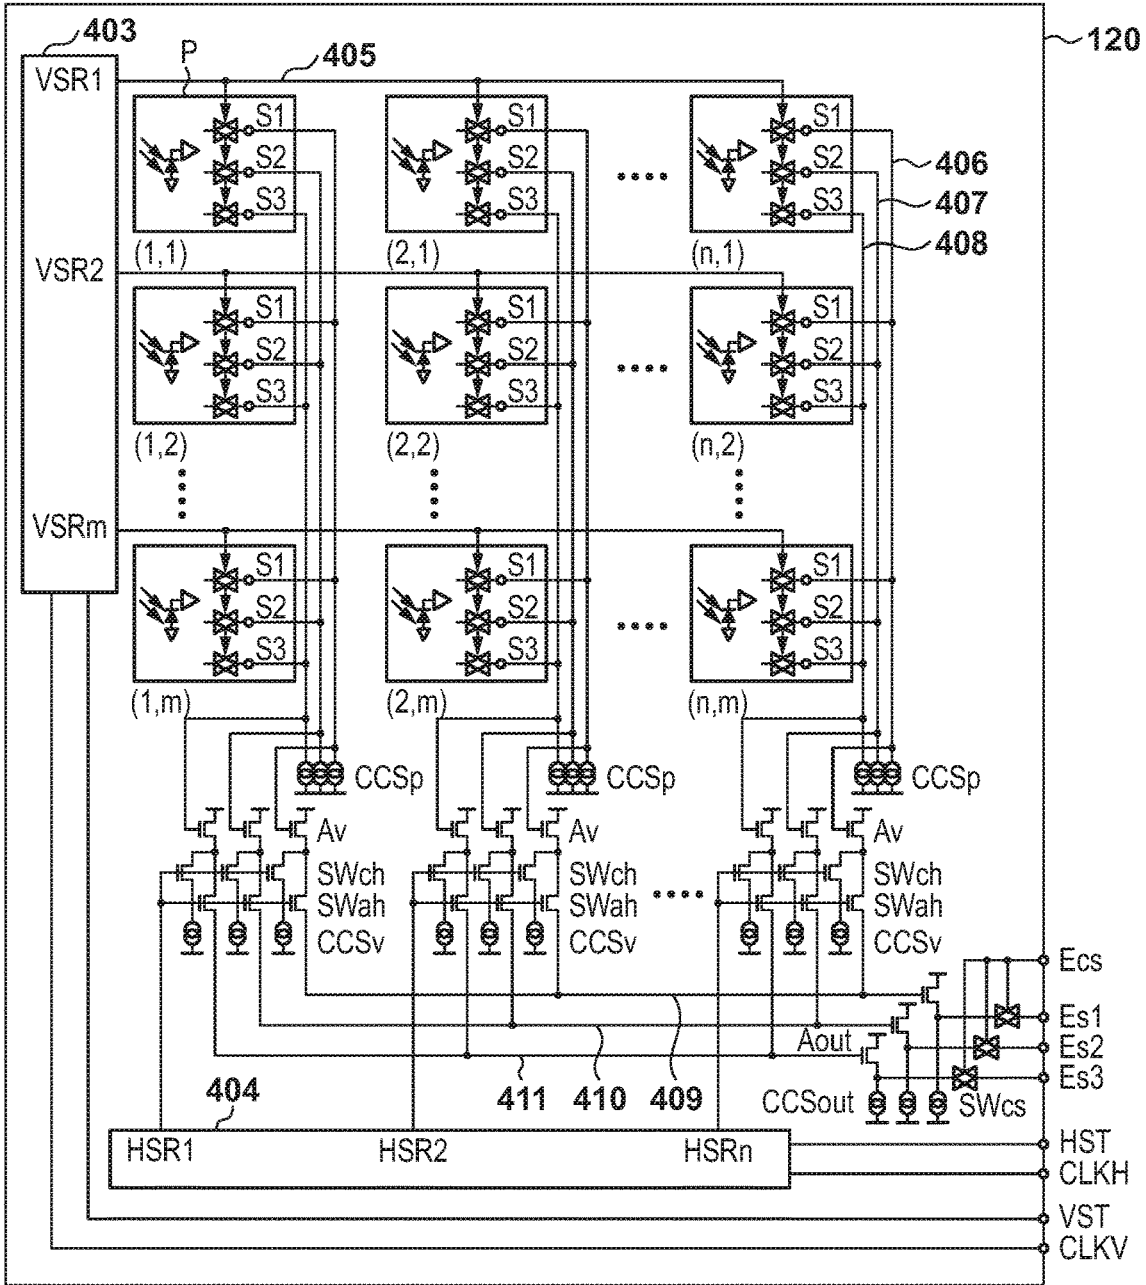 403
P
405
120
VSR1
S1 S1 S1
S2 S2 S2
S3 S3 S3
406
407
408
(1,1) (2,1) (n,1)
VSR2
S1 S1 S1
S2 S2 S2
S3 S3 S3
(1,2) (2,2) (n,2)
VSRm
S1 S1 S1
S2 S2 S2
S3 S3 S3
(1,m) (2,m) (n,m)
CCSp CCSp CCSp
Av Av Av
SWch SWch SWch
SWah SWah SWah
CCSv CCSv CCSv
Ecs
Es1
Aout Es2
Es3
411 410 409 CCSout SWcs
404
HSR1 HSR2 HSRn HST
CLKH
VST
CLKV